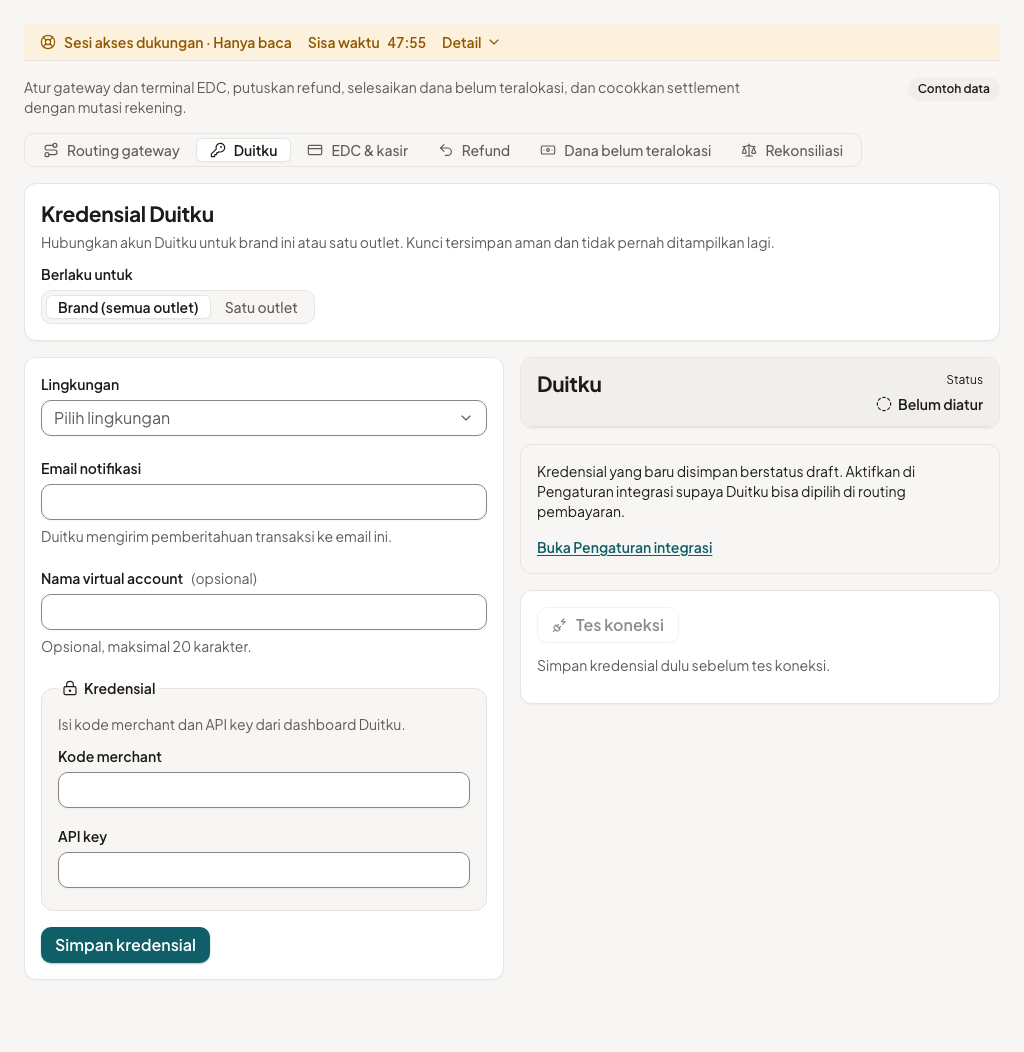 Sesi akses dukungan · Hanya baca Sisa waktu 47:55 Detail
Atur gateway dan terminal EDC, putuskan refund, selesaikan dana belum teralokasi, dan cocokkan settlement
dengan mutasi rekening.
Contoh data
Routing gateway Duitku EDC & kasir Refund Dana belum teralokasi Rekonsiliasi
Kredensial Duitku
Hubungkan akun Duitku untuk brand ini atau satu outlet. Kunci tersimpan aman dan tidak pernah ditampilkan lagi.
Berlaku untuk
Brand (semua outlet) Satu outlet
Lingkungan
Pilih lingkungan
Email notifikasi
Duitku mengirim pemberitahuan transaksi ke email ini.
Nama virtual account (opsional)
Opsional, maksimal 20 karakter.
Kredensial
Isi kode merchant dan API key dari dashboard Duitku.
Kode merchant
API key
Simpan kredensial
Duitku
Status
Belum diatur
Kredensial yang baru disimpan berstatus draft. Aktifkan di
Pengaturan integrasi supaya Duitku bisa dipilih di routing
pembayaran.
Buka Pengaturan integrasi
Tes koneksi
Simpan kredensial dulu sebelum tes koneksi.